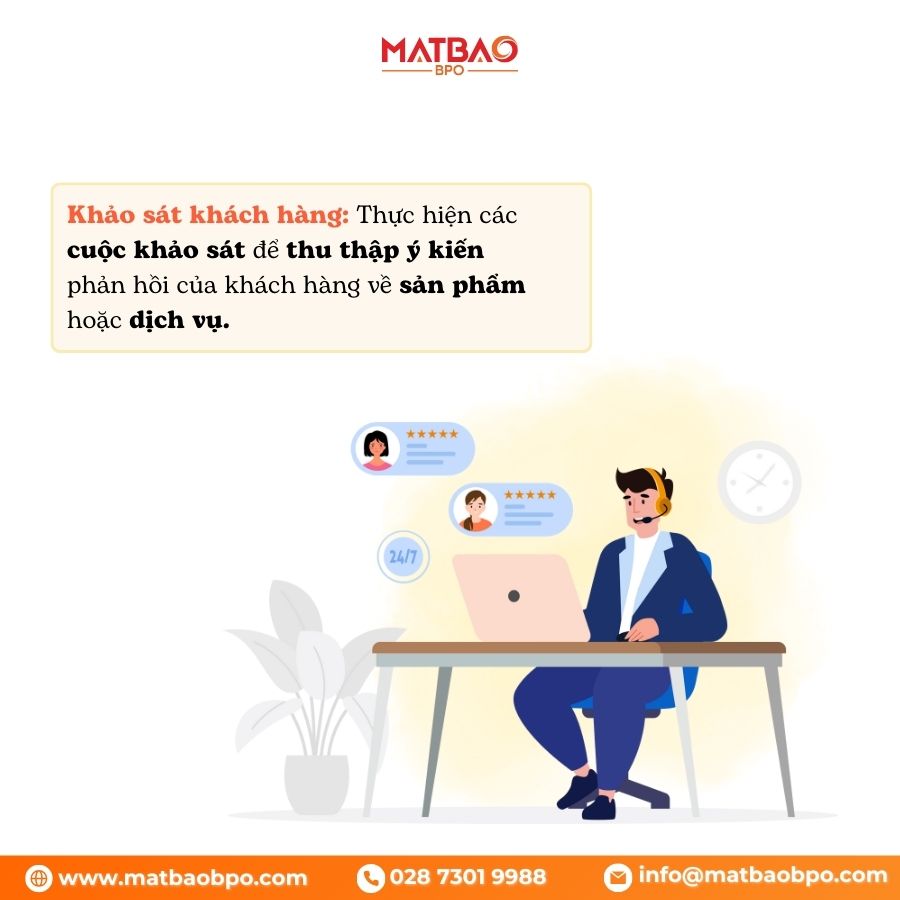 MATBAO
BPO
Khảo sát khách hàng: Thực hiện các
cuộc khảo sát để thu thập ý kiến
phản hồi của khách hàng về sản phẩm
hoặc dịch vụ.
24/7
www.matbaobpo.com
028 7301 9988
info@matbaobpo.com